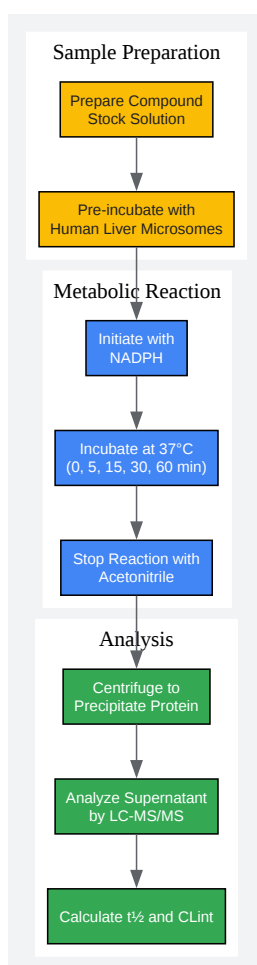 Sample Preparation
Prepare Compound
Stock Solution
Pre-incubate with
Human Liver Microsomes
Metabolic Reaction
Initiate with
NADPH
Incubate at 37°C
(0, 5, 15, 30, 60 min)
Stop Reaction with
Acetonitrile
Analysis
Centrifuge to
Precipitate Protein
Analyze Supernatant
by LC-MS/MS
Calculate t½ and CLint